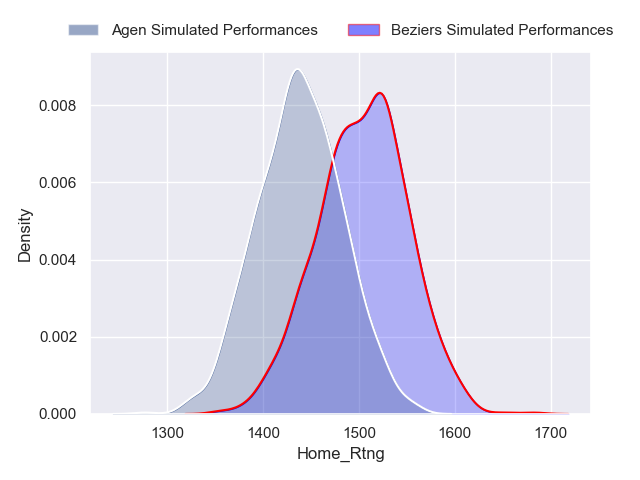 Agen Simulated Performances
Beziers Simulated Performances
0.008
0.006
0.004
0.002
0.000
Density
1300 1400 1500 1600 1700
Home_Rtng